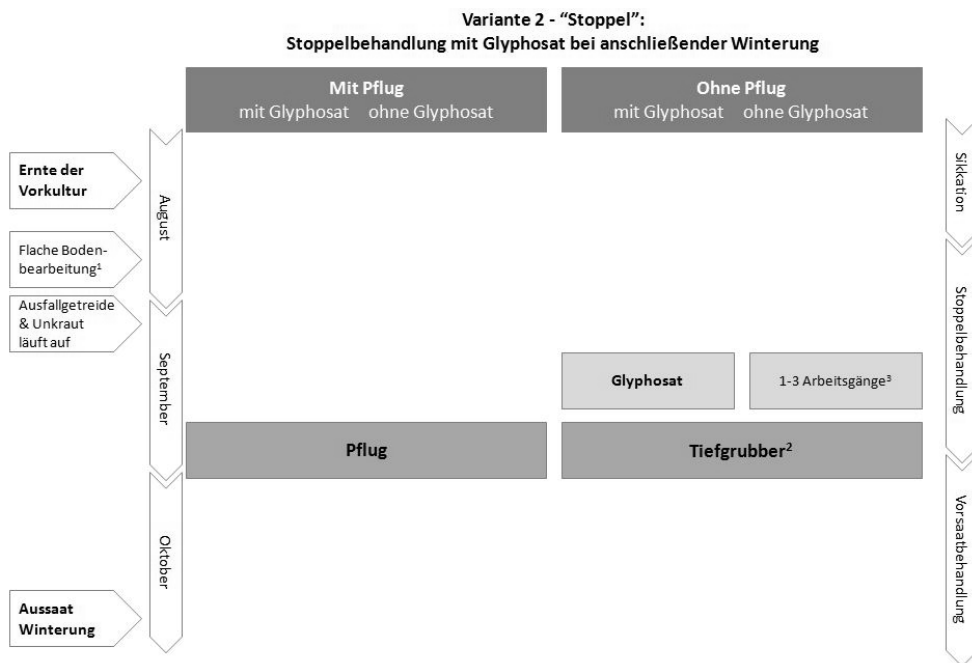 Variante 2 - “Stoppel”:
Stoppelbehandlung mit Glyphosat bei anschließender Winterung
Mit Pflug
mit Glyphosat ohne Glyphosat
Ohne Pflug
mit Glyphosat ohne Glyphosat
Ernte der
Vorkultur
Flache Boden-
bearbeitung¹
Ausfallgetreide
& Unkraut
läuft auf
Aussaat
Winterung
August
September
Oktober
Glyphosat
1-3 Arbeitsgänge³
Pflug
Tiefgrubber²
Sikkation
Stoppelbehandlung
Vorsaatbehandlung